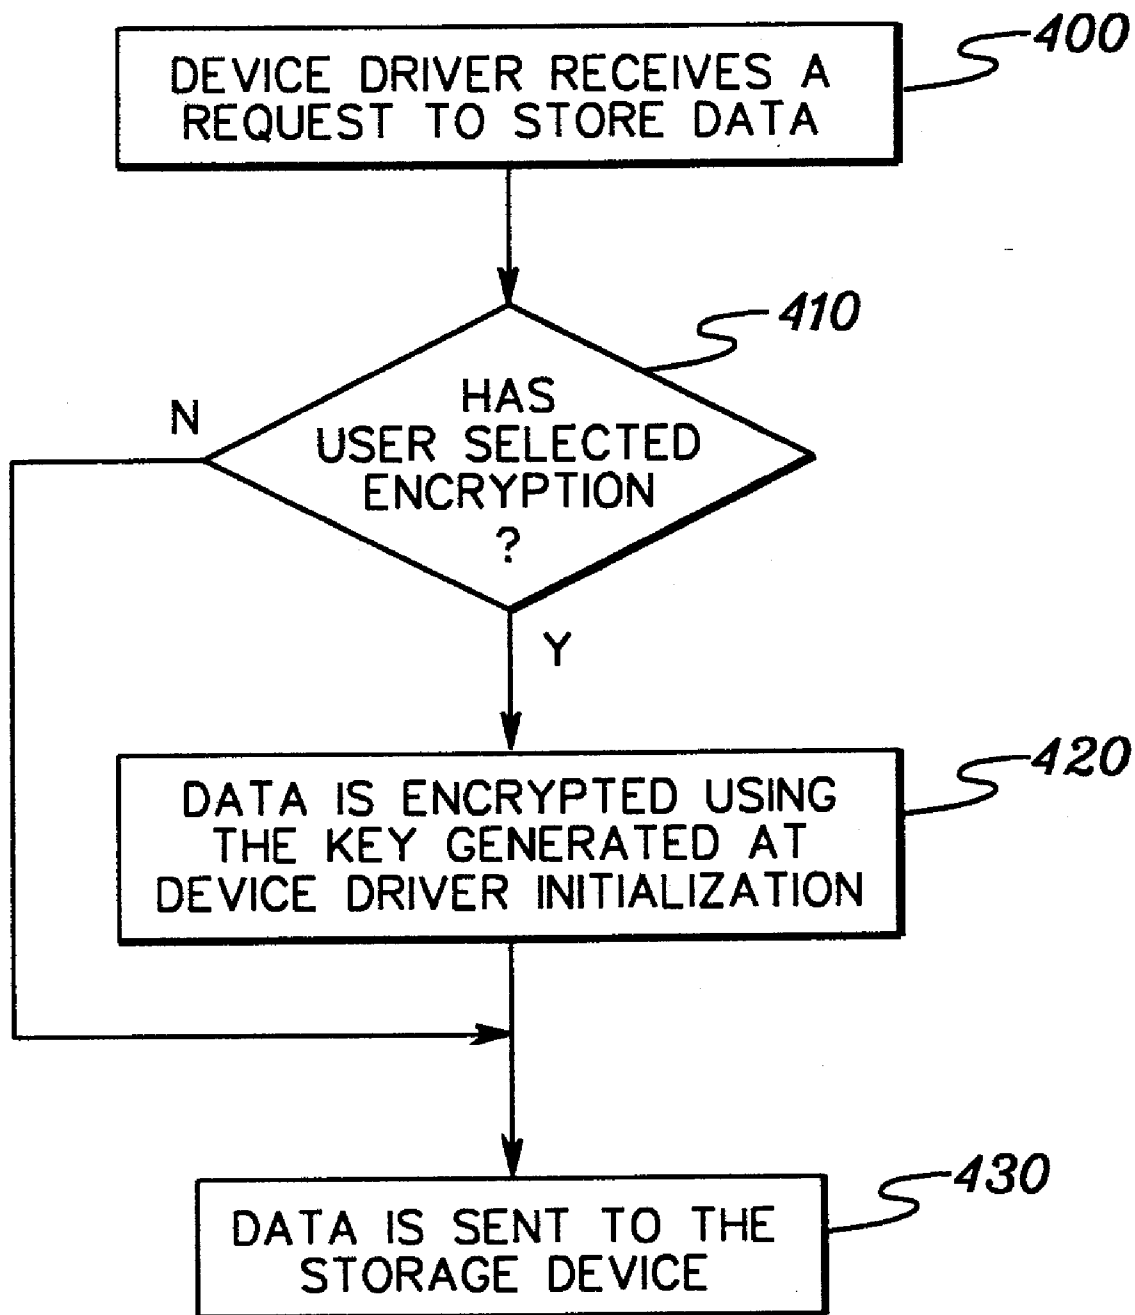 400
DEVICE DRIVER RECEIVES A
REQUEST TO STORE DATA
410
N
HAS
USER SELECTED
ENCRYPTION
?
Y
420
DATA IS ENCRYPTED USING
THE KEY GENERATED AT
DEVICE DRIVER INITIALIZATION
430
DATA IS SENT TO THE
STORAGE DEVICE